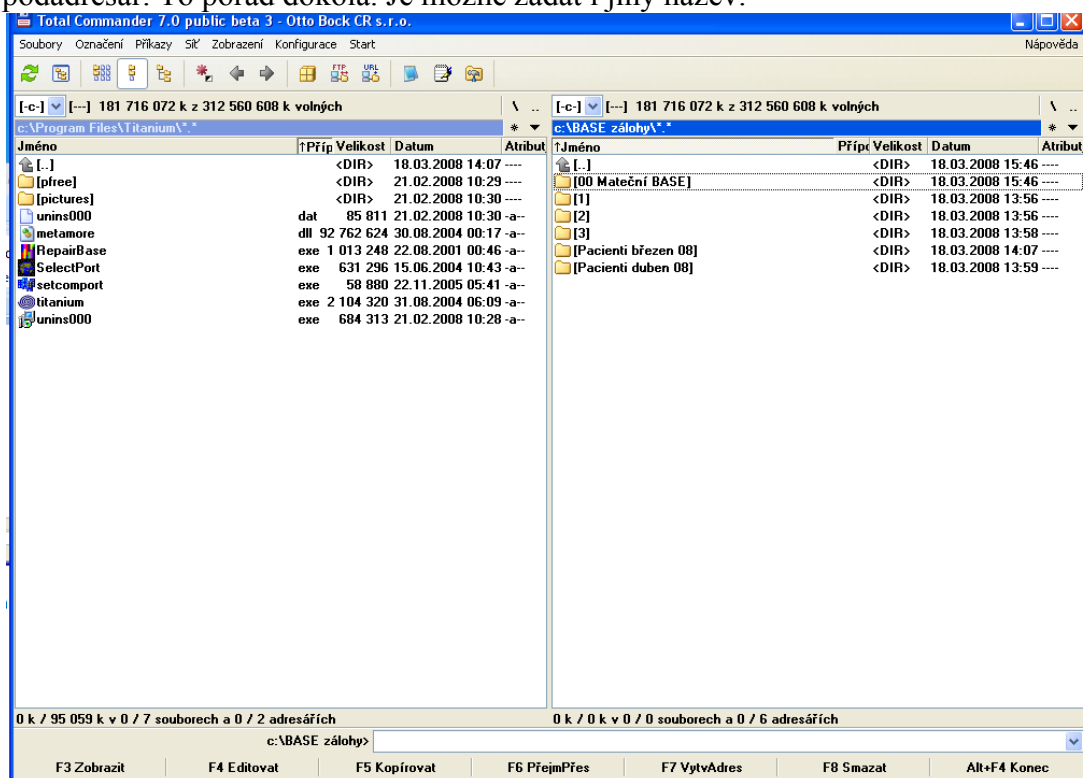 podadresář. To pořád dokola. Je možné zadat i jiný název.
Total Commander 7.0 public beta 3 - Otto Bock CR s.r.o.
Soubory Označení Příkazy Síť Zobrazení Konfigurace Start Nápověda
FTP URL
[-c-] [---] 181 716 072 k z 312 560 608 k volných \ ..
c:\Program Files\Titanium\*.* *
Jméno ↑Příp Velikost Datum Atribut
[..] <DIR> 18.03.2008 14:07 ----
[pfree] <DIR> 21.02.2008 10:29 ----
[pictures] <DIR> 21.02.2008 10:30 ----
unins000 dat 85 811 21.02.2008 10:30 -a--
metamore dll 92 762 624 30.08.2004 00:17 -a--
RepairBase exe 1 013 248 22.08.2001 00:46 -a--
SelectPort exe 631 296 15.06.2004 10:43 -a--
setcomport exe 58 880 22.11.2005 05:41 -a--
titanium exe 2 104 320 31.08.2004 06:09 -a--
unins000 exe 684 313 21.02.2008 10:28 -a--
0 k / 95 059 k v 0 / 7 souborech a 0 / 2 adresářích
[-c-] [---] 181 716 072 k z 312 560 608 k volných \ ..
c:\BASE zálohy\*.* *
↑Jméno Přípo Velikost Datum Atribut
[..] <DIR> 18.03.2008 15:46 ----
[00 Mateční BASE] <DIR> 18.03.2008 15:46 ----
[1] <DIR> 18.03.2008 13:56 ----
[2] <DIR> 18.03.2008 13:56 ----
[3] <DIR> 18.03.2008 13:58 ----
[Pacienti březen 08] <DIR> 18.03.2008 14:07 ----
[Pacienti duben 08] <DIR> 18.03.2008 13:59 ----
0 k / 0 k v 0 / 0 souborech a 0 / 6 adresářích
c:\BASE zálohy>
F3 Zobrazit F4 Editovat F5 Kopírovat F6 PřejmPřes F7 VytvAdres F8 Smazat Alt+F4 Konec